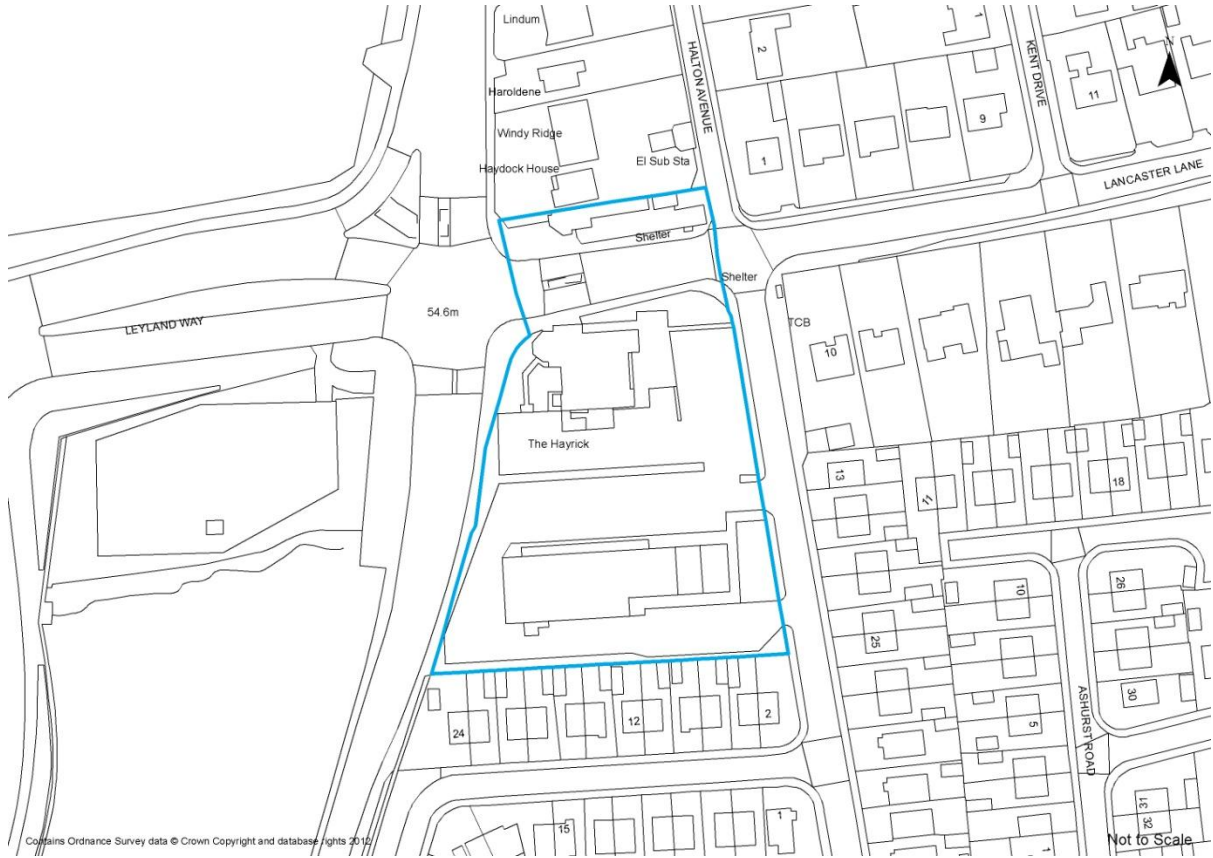 Lindum
HALTON AVENUE
2
1
KENT DRIVE
N
11
Haroldene
9
Windy Ridge
El Sub Sta
1
Haydock House
LANCASTER LANE
Shelter
Shelter
54.6m
LEYLAND WAY
TCB
10
The Hayrick
13
11
18
10
26
25
30
ASHURST ROAD
5
2
12
24
31
32
1
15
1
Contains Ordnance Survey data © Crown Copyright and database rights 2012
Not to Scale